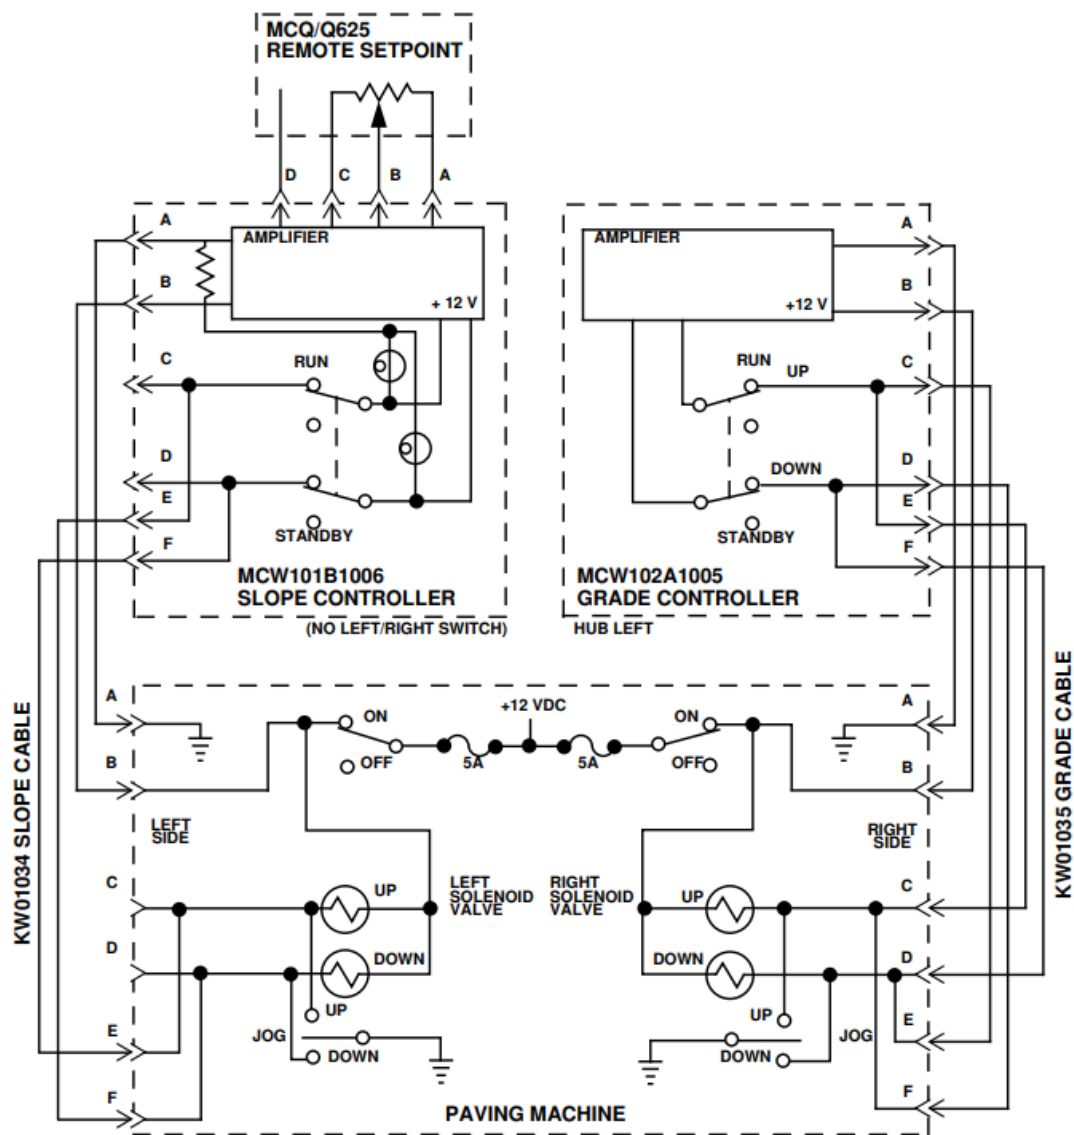 MCQ/Q625
REMOTE SETPOINT
D C B A
A
AMPLIFIER
B
+ 12 V
C
RUN
D
E
STANDBY
F
MCW101B1006
SLOPE CONTROLLER
(NO LEFT/RIGHT SWITCH)
A
AMPLIFIER
B
+12 V
C
RUN
UP
D
DOWN
E
STANDBY
F
MCW102A1005
GRADE CONTROLLER
HUB LEFT
KW01034 SLOPE CABLE
KW01035 GRADE CABLE
A
ON
+12 VDC
ON
A
B
OFF
5A
5A
OFF
B
LEFT
SIDE
RIGHT
SIDE
C
UP
LEFT
SOLENOID
VALVE
RIGHT
SOLENOID
VALVE
UP
C
D
DOWN
DOWN
D
E
UP
JOG
DOWN
UP
JOG
DOWN
E
F
PAVING MACHINE
F